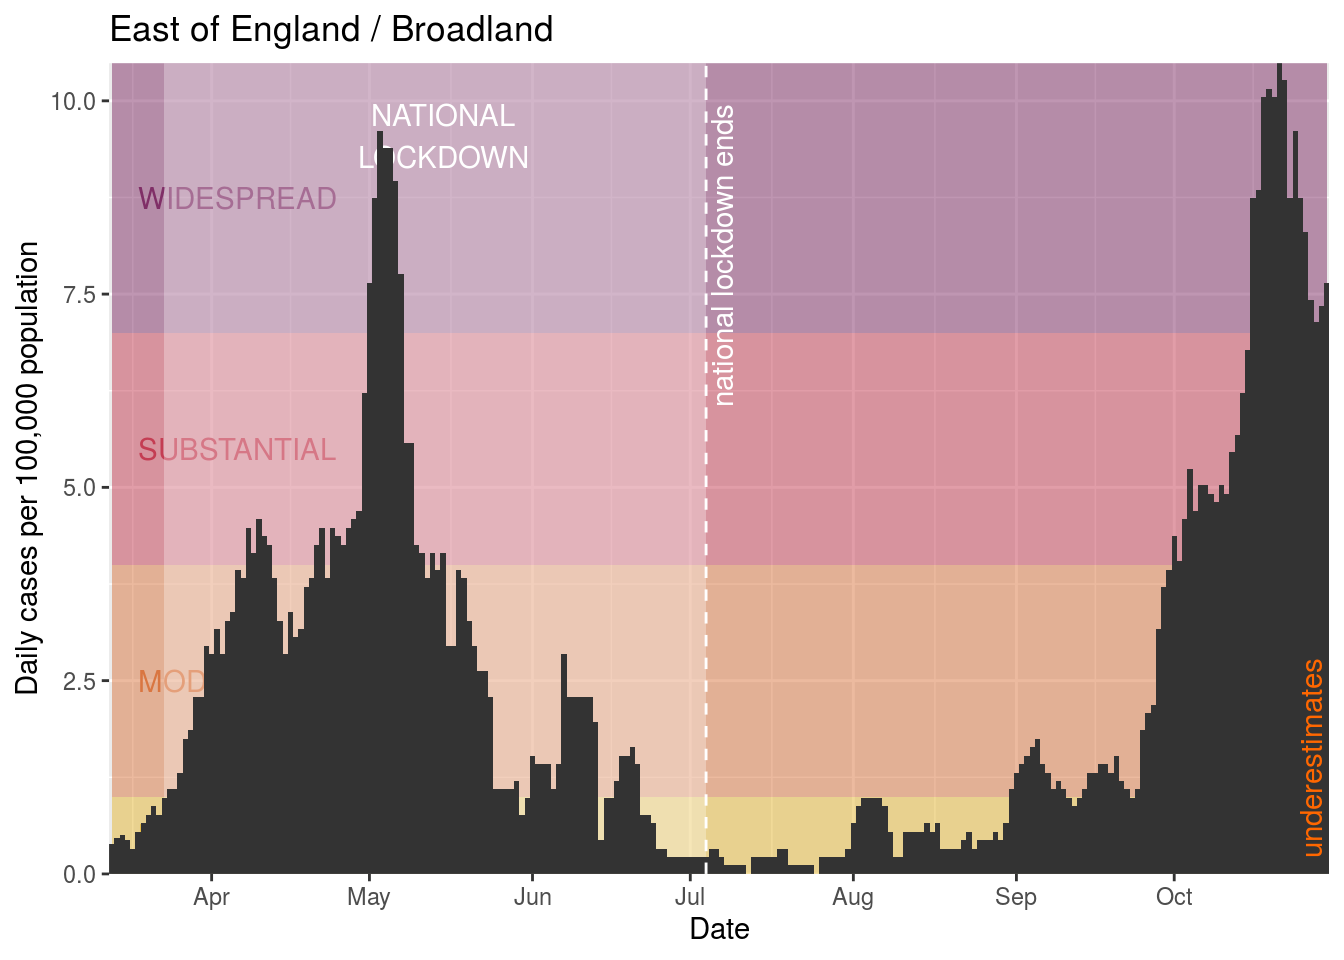 East of England / Broadland
Daily cases per 100,000 population
10.0
7.5
5.0
2.5
0.0
NATIONAL
LOCKDOWN
WIDESPREAD
SUBSTANTIAL
MOD
national lockdown ends
underestimates
Apr
May
Jun
Jul
Aug
Sep
Oct
Date